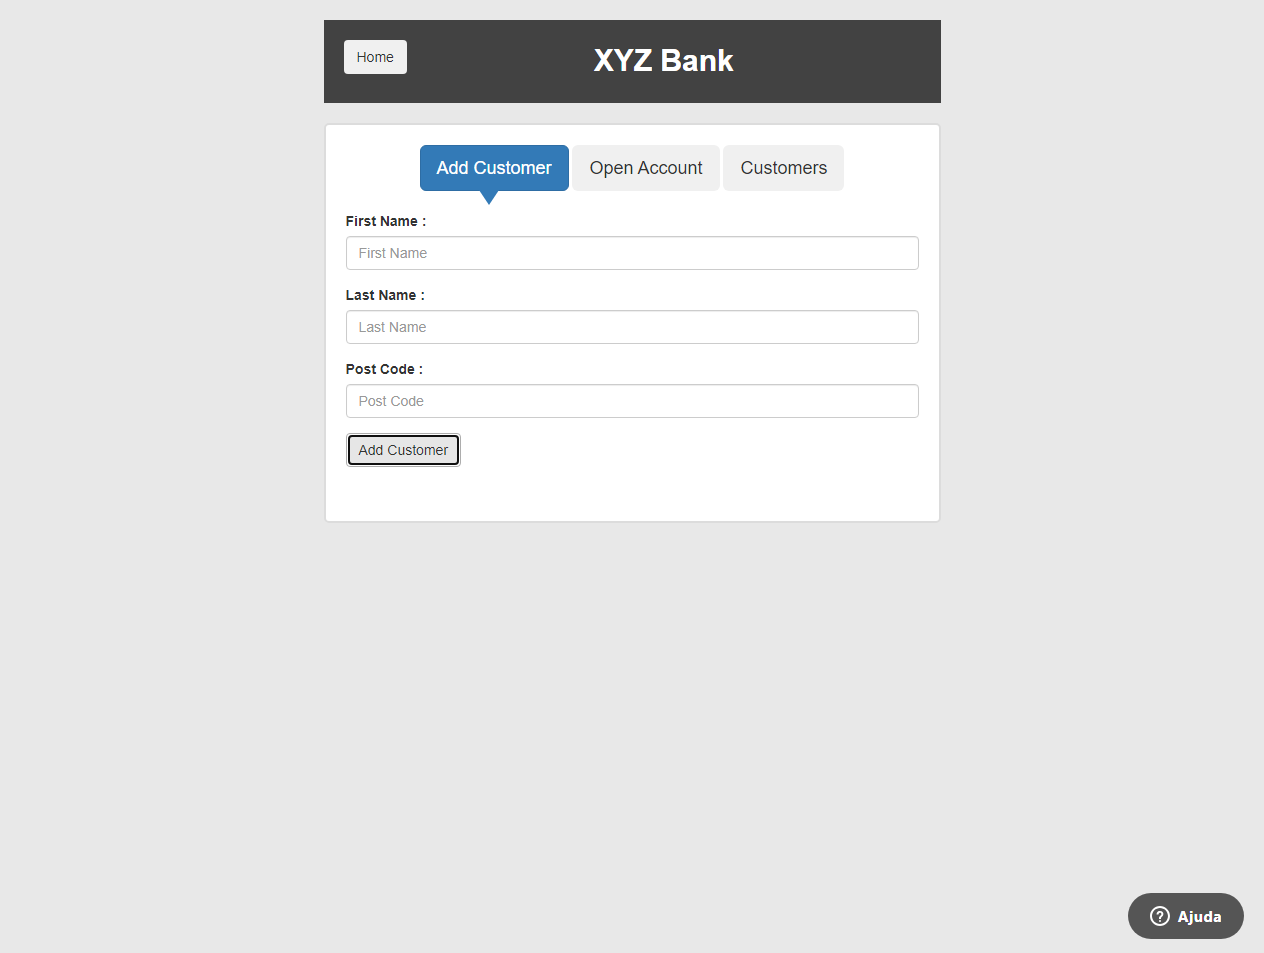 Home
XYZ Bank
Add Customer
Open Account
Customers
First Name :
First Name
Last Name :
Last Name
Post Code :
Post Code
Add Customer
Ajuda